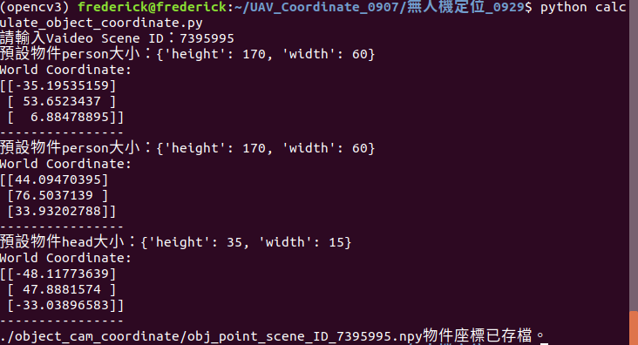 (opencv3) frederick@frederick:~/UAV_Coordinate_0907/無人機定位_0929$ python calc
ulate_object_coordinate.py
請輸入Vaideo Scene ID：7395995
預設物件person大小：{'height': 170, 'width': 60}
World Coordinate:
[[-35.19535159]
 [ 53.6523437 ]
 [  6.88478895]]
----------------
預設物件person大小：{'height': 170, 'width': 60}
World Coordinate:
[[44.09470395]
 [76.5037139 ]
 [33.93202788]]
----------------
預設物件head大小：{'height': 35, 'width': 15}
World Coordinate:
[[-48.11773639]
 [ 47.8881574 ]
 [-33.03896583]]
----------------
./object_cam_coordinate/obj_point_scene_ID_7395995.npy物件座標已存檔。